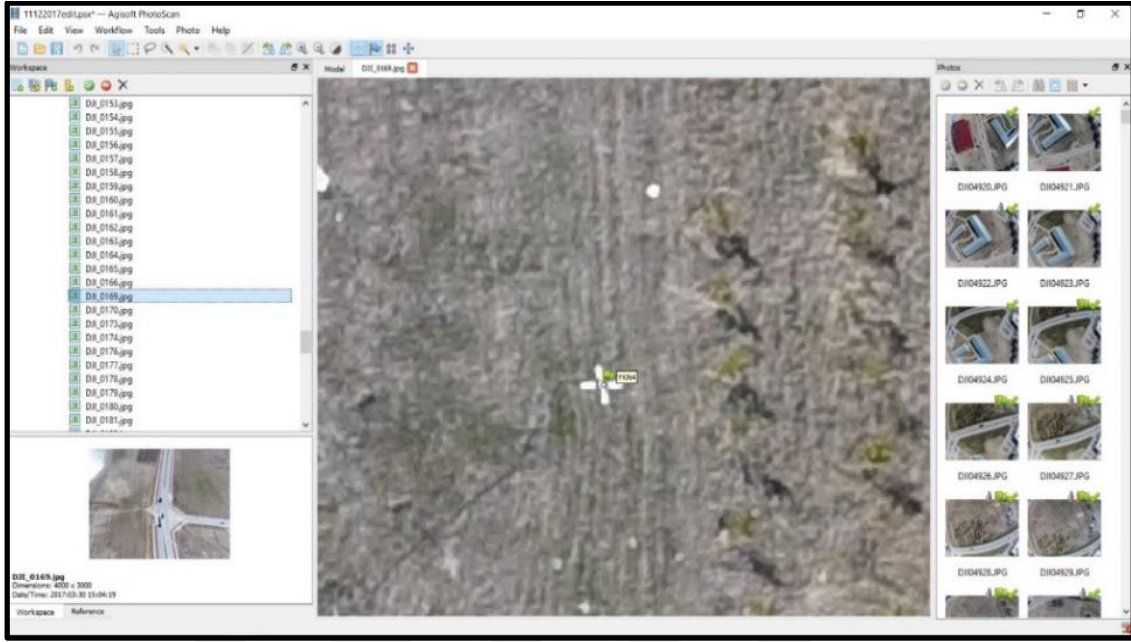 11122017edit.psx* — Agisoft PhotoScan
File Edit View Workflow Tools Photo Help
Workspace
Model DJI_0169.jpg
Photos
DJI_0153.jpg
DJI_0154.jpg
DJI_0155.jpg
DJI_0156.jpg
DJI_0157.jpg
DJI_0158.jpg
DJI_0159.jpg
DJI_0160.jpg
DJI_0161.jpg
DJI_0162.jpg
DJI_0163.jpg
DJI_0164.jpg
DJI_0165.jpg
DJI_0166.jpg
DJI_0169.jpg
DJI_0170.jpg
DJI_0173.jpg
DJI_0174.jpg
DJI_0176.jpg
DJI_0177.jpg
DJI_0178.jpg
DJI_0179.jpg
DJI_0180.jpg
DJI_0181.jpg
DJI_0169.jpg
Dimensions: 4000 x 3000
Date/Time: 2017:03:30 15:04:19
Workspace Reference
DJI04920.JPG DJI04921.JPG
DJI04922.JPG DJI04923.JPG
DJI04924.JPG DJI04925.JPG
DJI04926.JPG DJI04927.JPG
DJI04928.JPG DJI04929.JPG